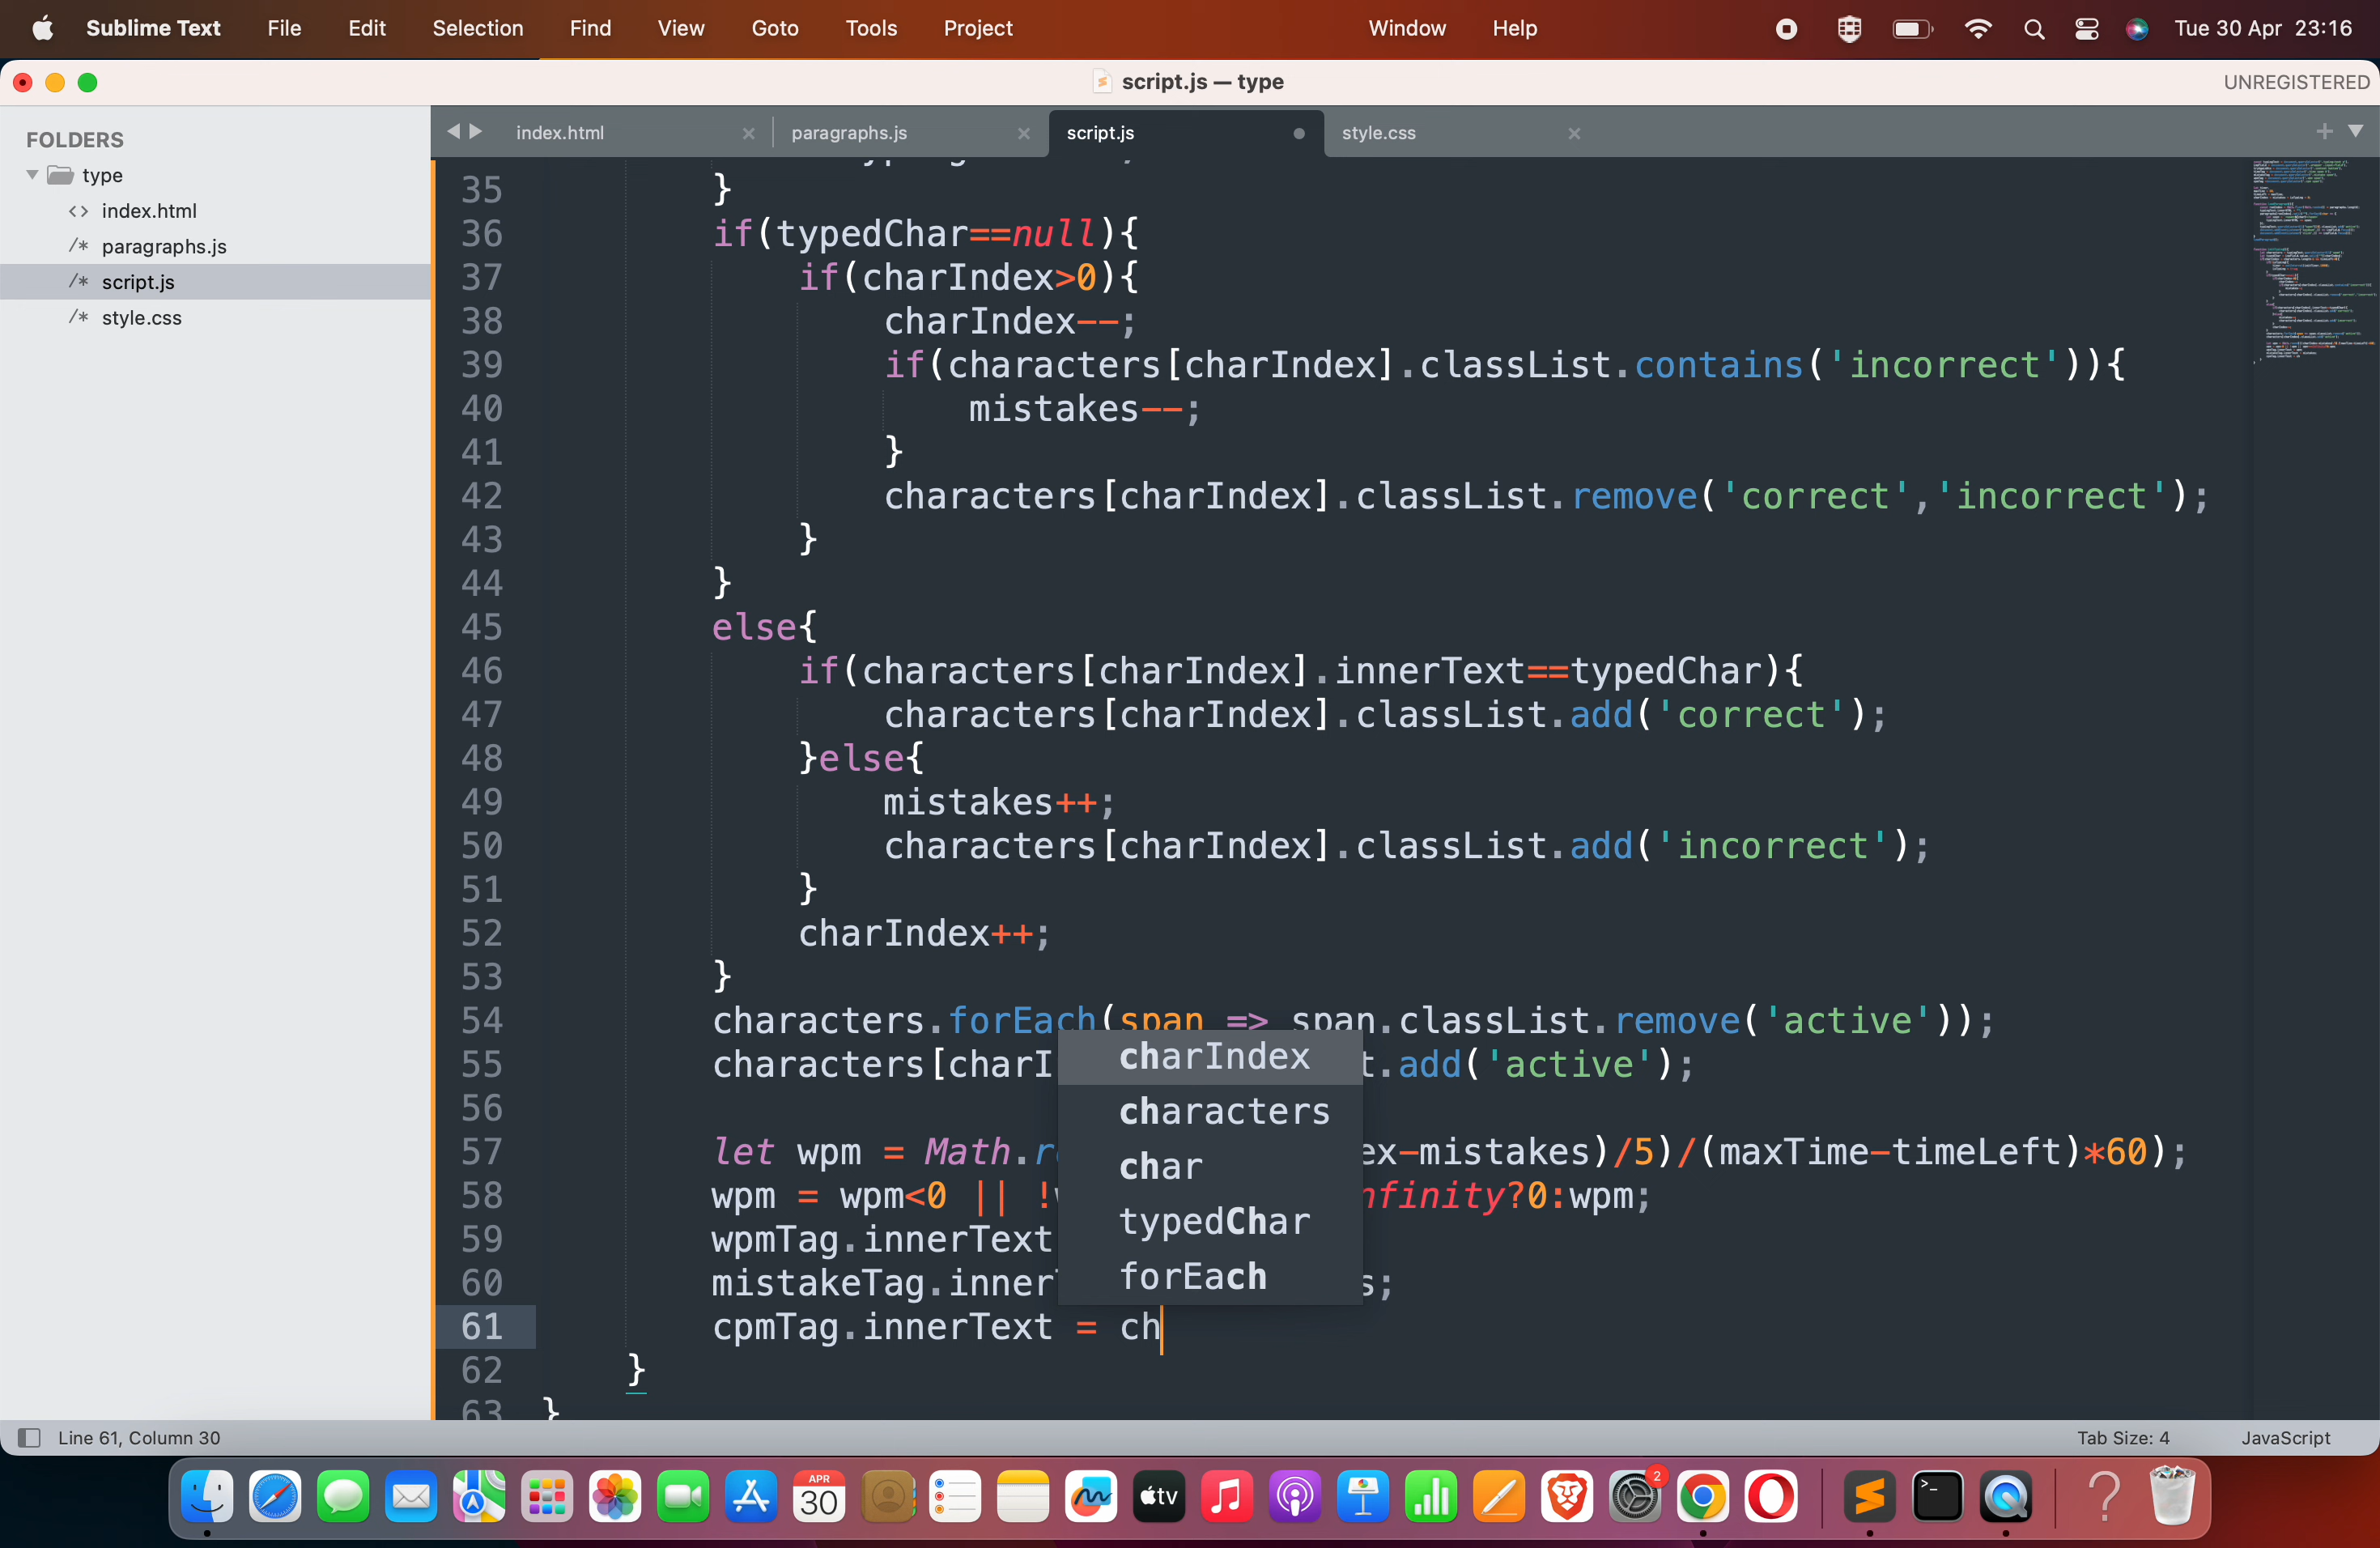 Sublime Text File Edit Selection Find View Goto Tools Project Window Help Tue 30 Apr 23:16
script.js — type UNREGISTERED
FOLDERS
type
index.html
paragraphs.js
script.js
style.css
index.html paragraphs.js script.js style.css
35 }
36 if(typedChar==null){
37 if(charIndex>0){
38 charIndex--;
39 if(characters[charIndex].classList.contains('incorrect')){
40 mistakes--;
41 }
42 characters[charIndex].classList.remove('correct','incorrect');
43 }
44 }
45 else{
46 if(characters[charIndex].innerText==typedChar){
47 characters[charIndex].classList.add('correct');
48 }else{
49 mistakes++;
50 characters[charIndex].classList.add('incorrect');
51 }
52 charIndex++;
53 }
54 characters.forEach(span => span.classList.remove('active'));
55 characters[charI t.add('active');
56
57 let wpm = Math.r ex-mistakes)/5)/(maxTime-timeLeft)*60);
58 wpm = wpm<0 || ! nfinity?0:wpm;
59 wpmTag.innerText
60 mistakeTag.inner s;
61 cpmTag.innerText = ch
62 }
63 }
charIndex
characters
char
typedChar
forEach
Line 61, Column 30 Tab Size: 4 JavaScript
APR
30
tv
2